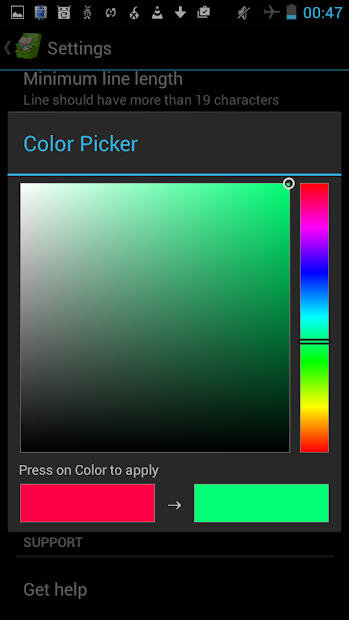 00:47
Settings
Minimum line length
Line should have more than 19 characters
Color Picker
Press on Color to apply
SUPPORT
Get help